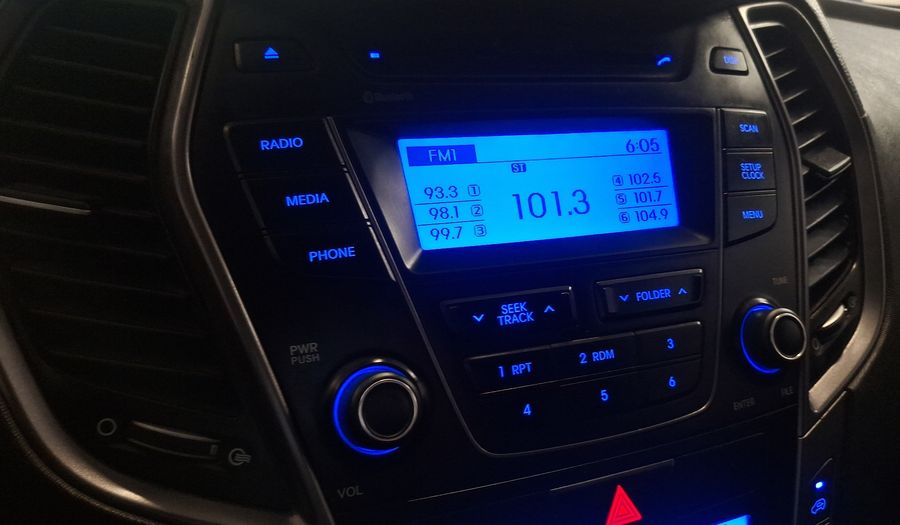 DISP
Bluetooth
RADIO
MEDIA
PHONE
FM1
6:05
ST
93.3 1
98.1 2
99.7 3
101.3
4 102.5
5 101.7
6 104.9
SCAN
SETUP
CLOCK
MENU
SEEK
TRACK
FOLDER
TUNE
1 RPT
2 RDM
3
4
5
6
PWR
PUSH
VOL
ENTER
FILE